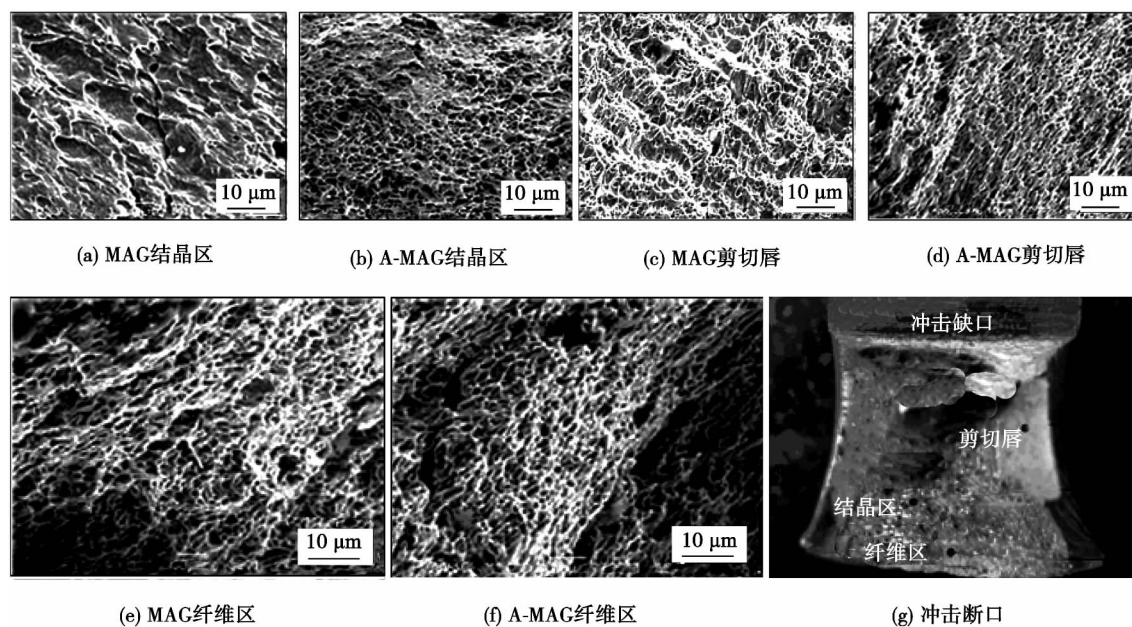 10 μm
10 μm
10 μm
10 μm
(a) MAG结晶区
(b) A-MAG结晶区
(c) MAG剪切唇
(d) A-MAG剪切唇
10 μm
10 μm
冲击缺口
剪切唇
结晶区
纤维区
(e) MAG纤维区
(f) A-MAG纤维区
(g) 冲击断口